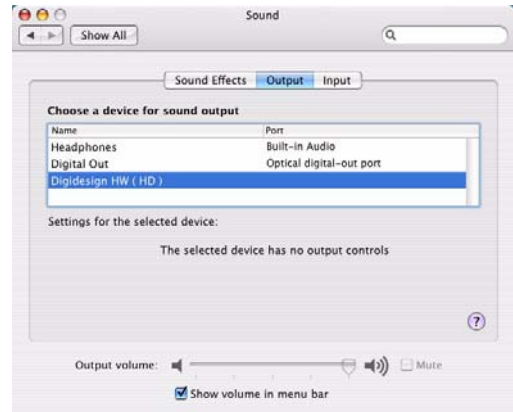 Sound
Show All
Sound Effects Output Input
Choose a device for sound output
Name Port
Headphones Built-in Audio
Digital Out Optical digital-out port
Digidesign HW ( HD )
Settings for the selected device:
The selected device has no output controls
?
Output volume: Mute
Show volume in menu bar